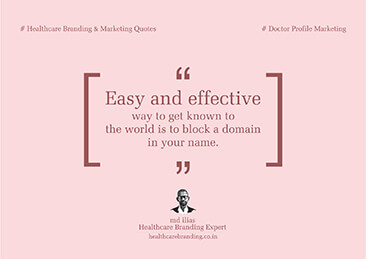 # Healthcare Branding & Marketing Quotes
# Doctor Profile Marketing
“
Easy and effective
way to get known to
the world is to block a domain
in your name.
”
md ilias
Healthcare Branding Expert
healthcarebranding.co.in